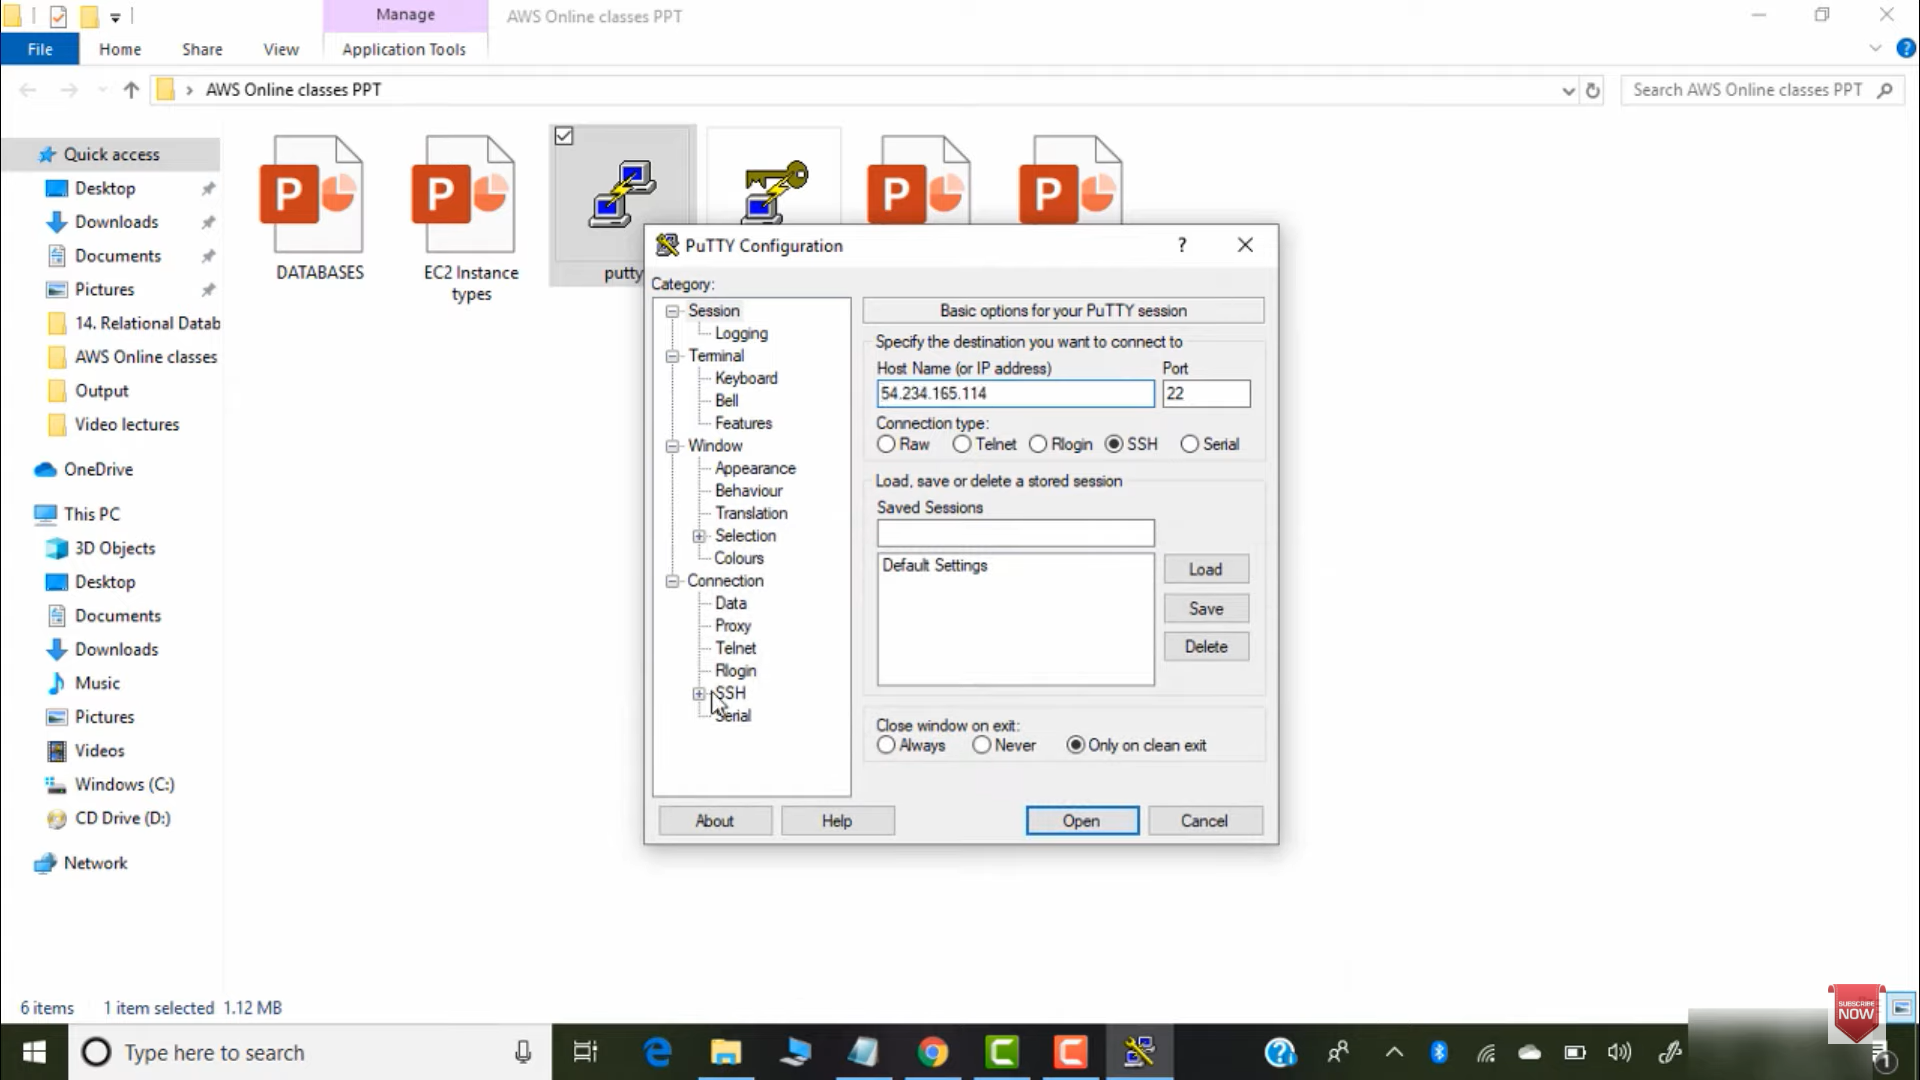 Manage
AWS Online classes PPT
File
Home
Share
View
Application Tools
AWS Online classes PPT
Search AWS Online classes PPT
Quick access
Desktop
Downloads
Documents
Pictures
14. Relational Datab
AWS Online classes
Output
Video lectures
OneDrive
This PC
3D Objects
Desktop
Documents
Downloads
Music
Pictures
Videos
Windows (C:)
CD Drive (D:)
Network
DATABASES
EC2 Instance
types
putty
PuTTY Configuration
?
Category:
Session
Logging
Terminal
Keyboard
Bell
Features
Window
Appearance
Behaviour
Translation
Selection
Colours
Connection
Data
Proxy
Telnet
Rlogin
SSH
Serial
Basic options for your PuTTY session
Specify the destination you want to connect to
Host Name (or IP address)
Port
54.234.165.114
22
Connection type:
Raw
Telnet
Rlogin
SSH
Serial
Load, save or delete a stored session
Saved Sessions
Default Settings
Load
Save
Delete
Close window on exit:
Always
Never
Only on clean exit
About
Help
Open
Cancel
6 items
1 item selected 1.12 MB
SUBSCRIBE
NOW
Type here to search
1